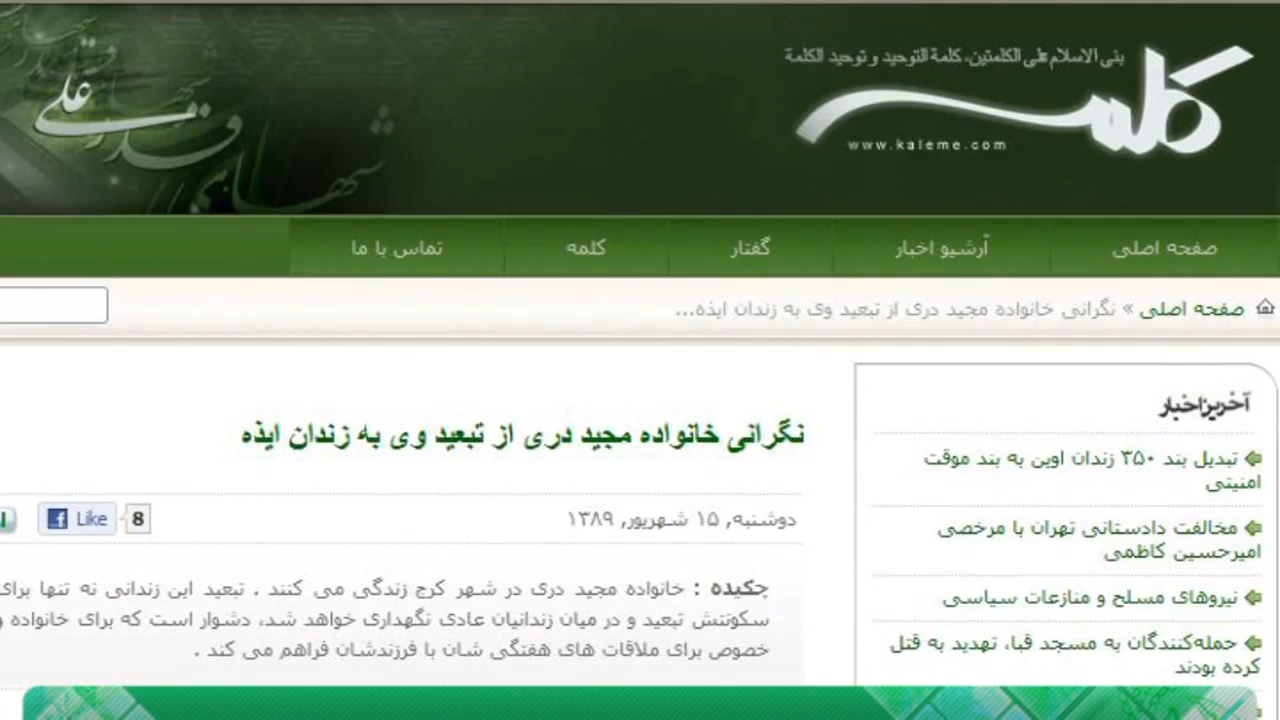 بنی الاسلام علی الکلمتین، کلمة التوحید و توحید الکلمة
کلمه
www.kaleme.com
علی
صفحه اصلی
آرشیو اخبار
گفتار
کلمه
تماس با ما
صفحه اصلی » نگرانی خانواده مجید دری از تبعید وی به زندان ایذه...
نگرانی خانواده مجید دری از تبعید وی به زندان ایذه
دوشنبه, ۱۵ شهریور, ۱۳۸۹
Like 8
چکیده : خانواده مجید دری در شهر کرج زندگی می کنند . تبعید این زندانی نه تنها برای
سکونتش تبعید و در میان زندانیان عادی نگهداری خواهد شد، دشوار است که برای خانواده و
خصوص برای ملاقات های هفتگی شان با فرزندشان فراهم می کند .
آخرین اخبار
تبدیل بند ۳۵۰ زندان اوین به بند موقت
امنیتی
مخالفت دادستانی تهران با مرخصی
امیرحسین کاظمی
نیروهای مسلح و منازعات سیاسی
حمله‌کنندگان به مسجد قبا، تهدید به قتل
کرده بودند